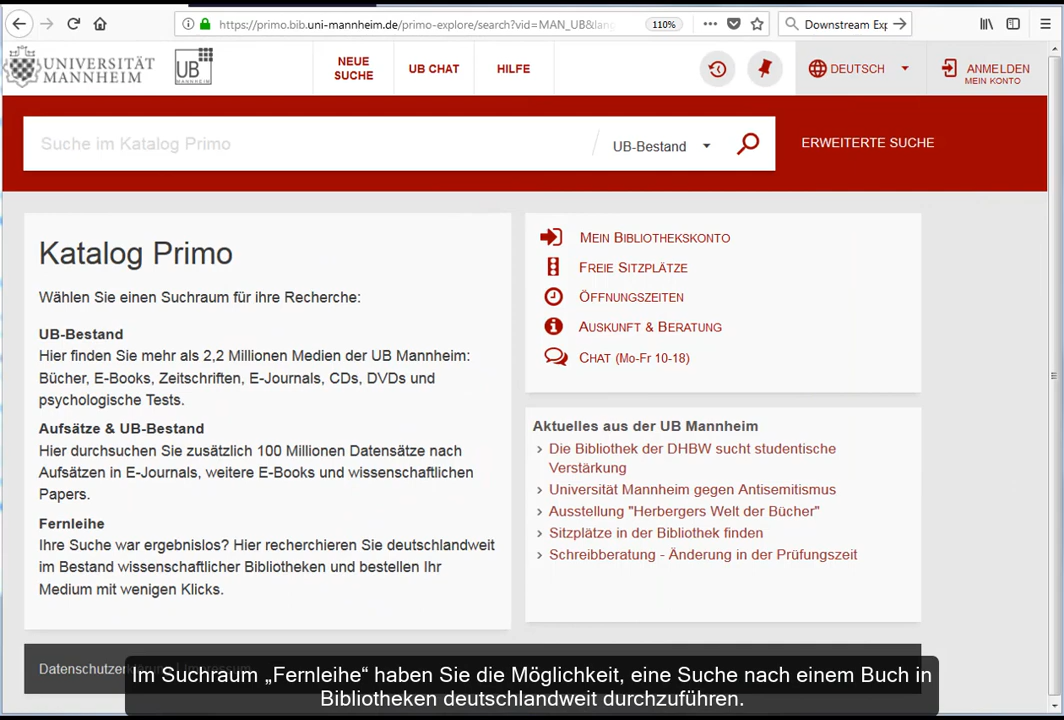 https://primo.bib.uni-mannheim.de/primo-explore/search?vid=MAN_UB&lan
110%
Downstream Exp
UNIVERSITÄT
MANNHEIM
UB
MANNHEIM
NEUE
SUCHE
UB CHAT
HILFE
DEUTSCH
ANMELDEN
MEIN KONTO
Suche im Katalog Primo
UB-Bestand
ERWEITERTE SUCHE
Katalog Primo
Wählen Sie einen Suchraum für ihre Recherche:
UB-Bestand
Hier finden Sie mehr als 2,2 Millionen Medien der UB Mannheim:
Bücher, E-Books, Zeitschriften, E-Journals, CDs, DVDs und
psychologische Tests.
Aufsätze & UB-Bestand
Hier durchsuchen Sie zusätzlich 100 Millionen Datensätze nach
Aufsätzen in E-Journals, weitere E-Books und wissenschaftlichen
Papers.
Fernleihe
Ihre Suche war ergebnislos? Hier recherchieren Sie deutschlandweit
im Bestand wissenschaftlicher Bibliotheken und bestellen Ihr
Medium mit wenigen Klicks.
MEIN BIBLIOTHEKSKONTO
FREIE SITZPLÄTZE
ÖFFNUNGSZEITEN
AUSKUNFT & BERATUNG
CHAT (MO-FR 10-18)
Aktuelles aus der UB Mannheim
Die Bibliothek der DHBW sucht studentische
Verstärkung
Universität Mannheim gegen Antisemitismus
Ausstellung "Herbergers Welt der Bücher"
Sitzplätze in der Bibliothek finden
Schreibberatung - Änderung in der Prüfungszeit
Datenschutzerklärung | Impressum
Im Suchraum „Fernleihe“ haben Sie die Möglichkeit, eine Suche nach einem Buch in
Bibliotheken deutschlandweit durchzuführen.